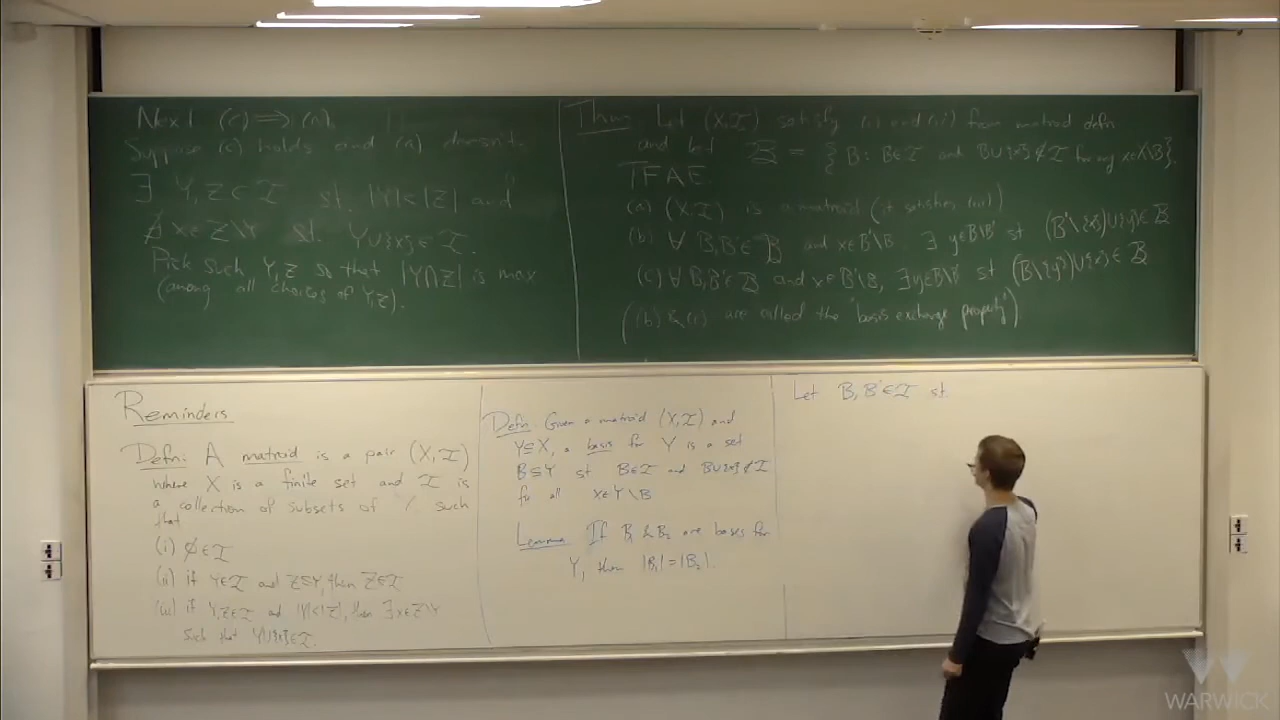 Next (c) ⟹ (a).
Suppose (c) holds and (a) doesn't.
∃ Y,Z ∈ I st. |Y|<|Z| and
∄ x∈Z\Y st. Y∪{x}∈ I.
Pick such Y,Z so that |Y∩Z| is max
(among all choices of Y,Z).
Thm: Let (X,I) satisfy (i) and (ii) from matroid defn
and let B = { B: B∈I and B∪{x}∉I for any x∈X\B}.
TFAE.
(a) (X,I) is a matroid (it satisfies (iii))
(b) ∀ B,B'∈ B and x∈B'\B ∃ y∈B\B' st (B'\{x})∪{y}∈ B
(c) ∀ B,B'∈ B and x∈B'\B, ∃y∈B\B' st (B\{y})∪{x}∈ B
((b) & (c) are called the "basis exchange property")
Reminders
Defn: A matroid is a pair (X,I)
where X is a finite set and I is
a collection of subsets of X such
that
(i) ∅∈I
(ii) if Y∈I and Z⊆Y, then Z∈I
(iii) if Y,Z∈I and |Y|<|Z|, then ∃x∈Z\Y
such that Y∪{x}∈I.
Defn: Given a matroid (X,I) and
Y⊆X, a basis for Y is a set
B⊆Y st B∈I and B∪{x}∉I
for all x∈Y\B
Lemma: If B₁ & B₂ are bases for
Y, then |B₁|=|B₂|.
Let B,B'∈I st.
WARWICK